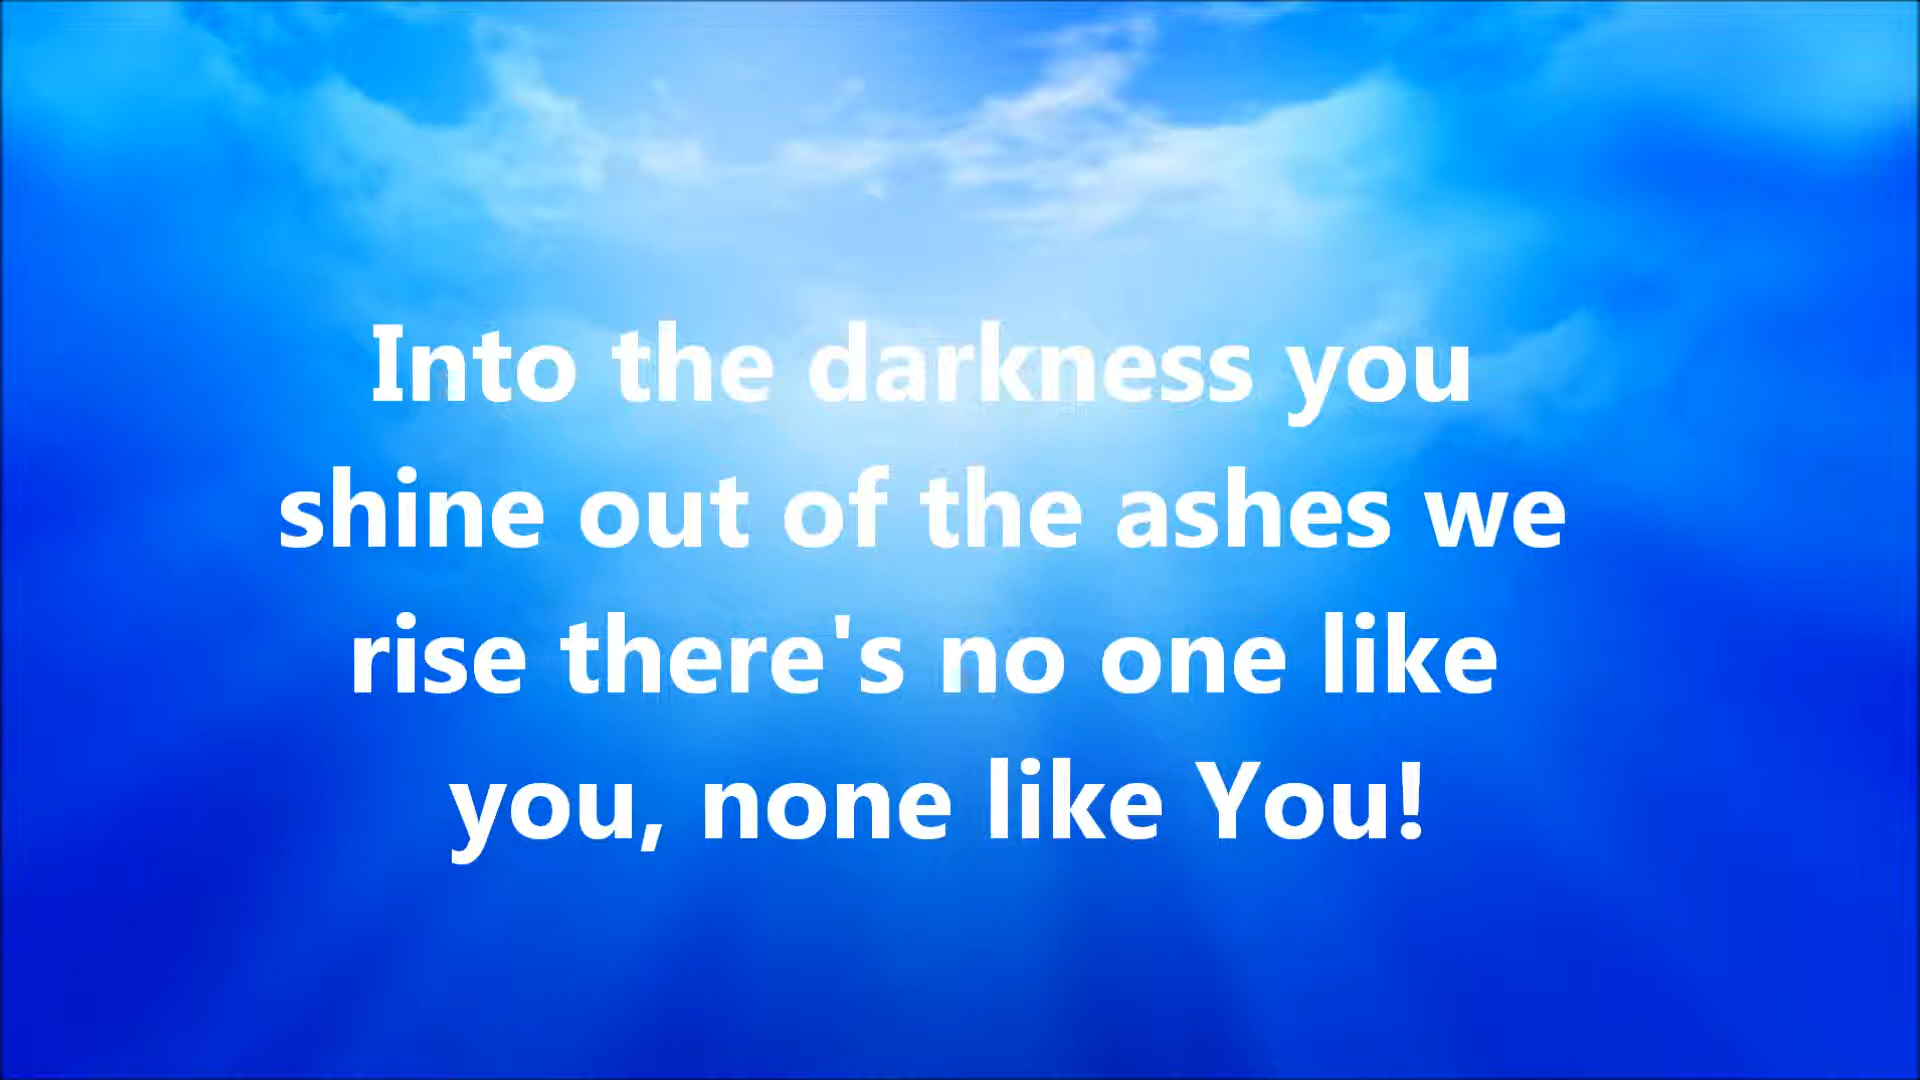 Into the darkness you
shine out of the ashes we
rise there's no one like
you, none like You!